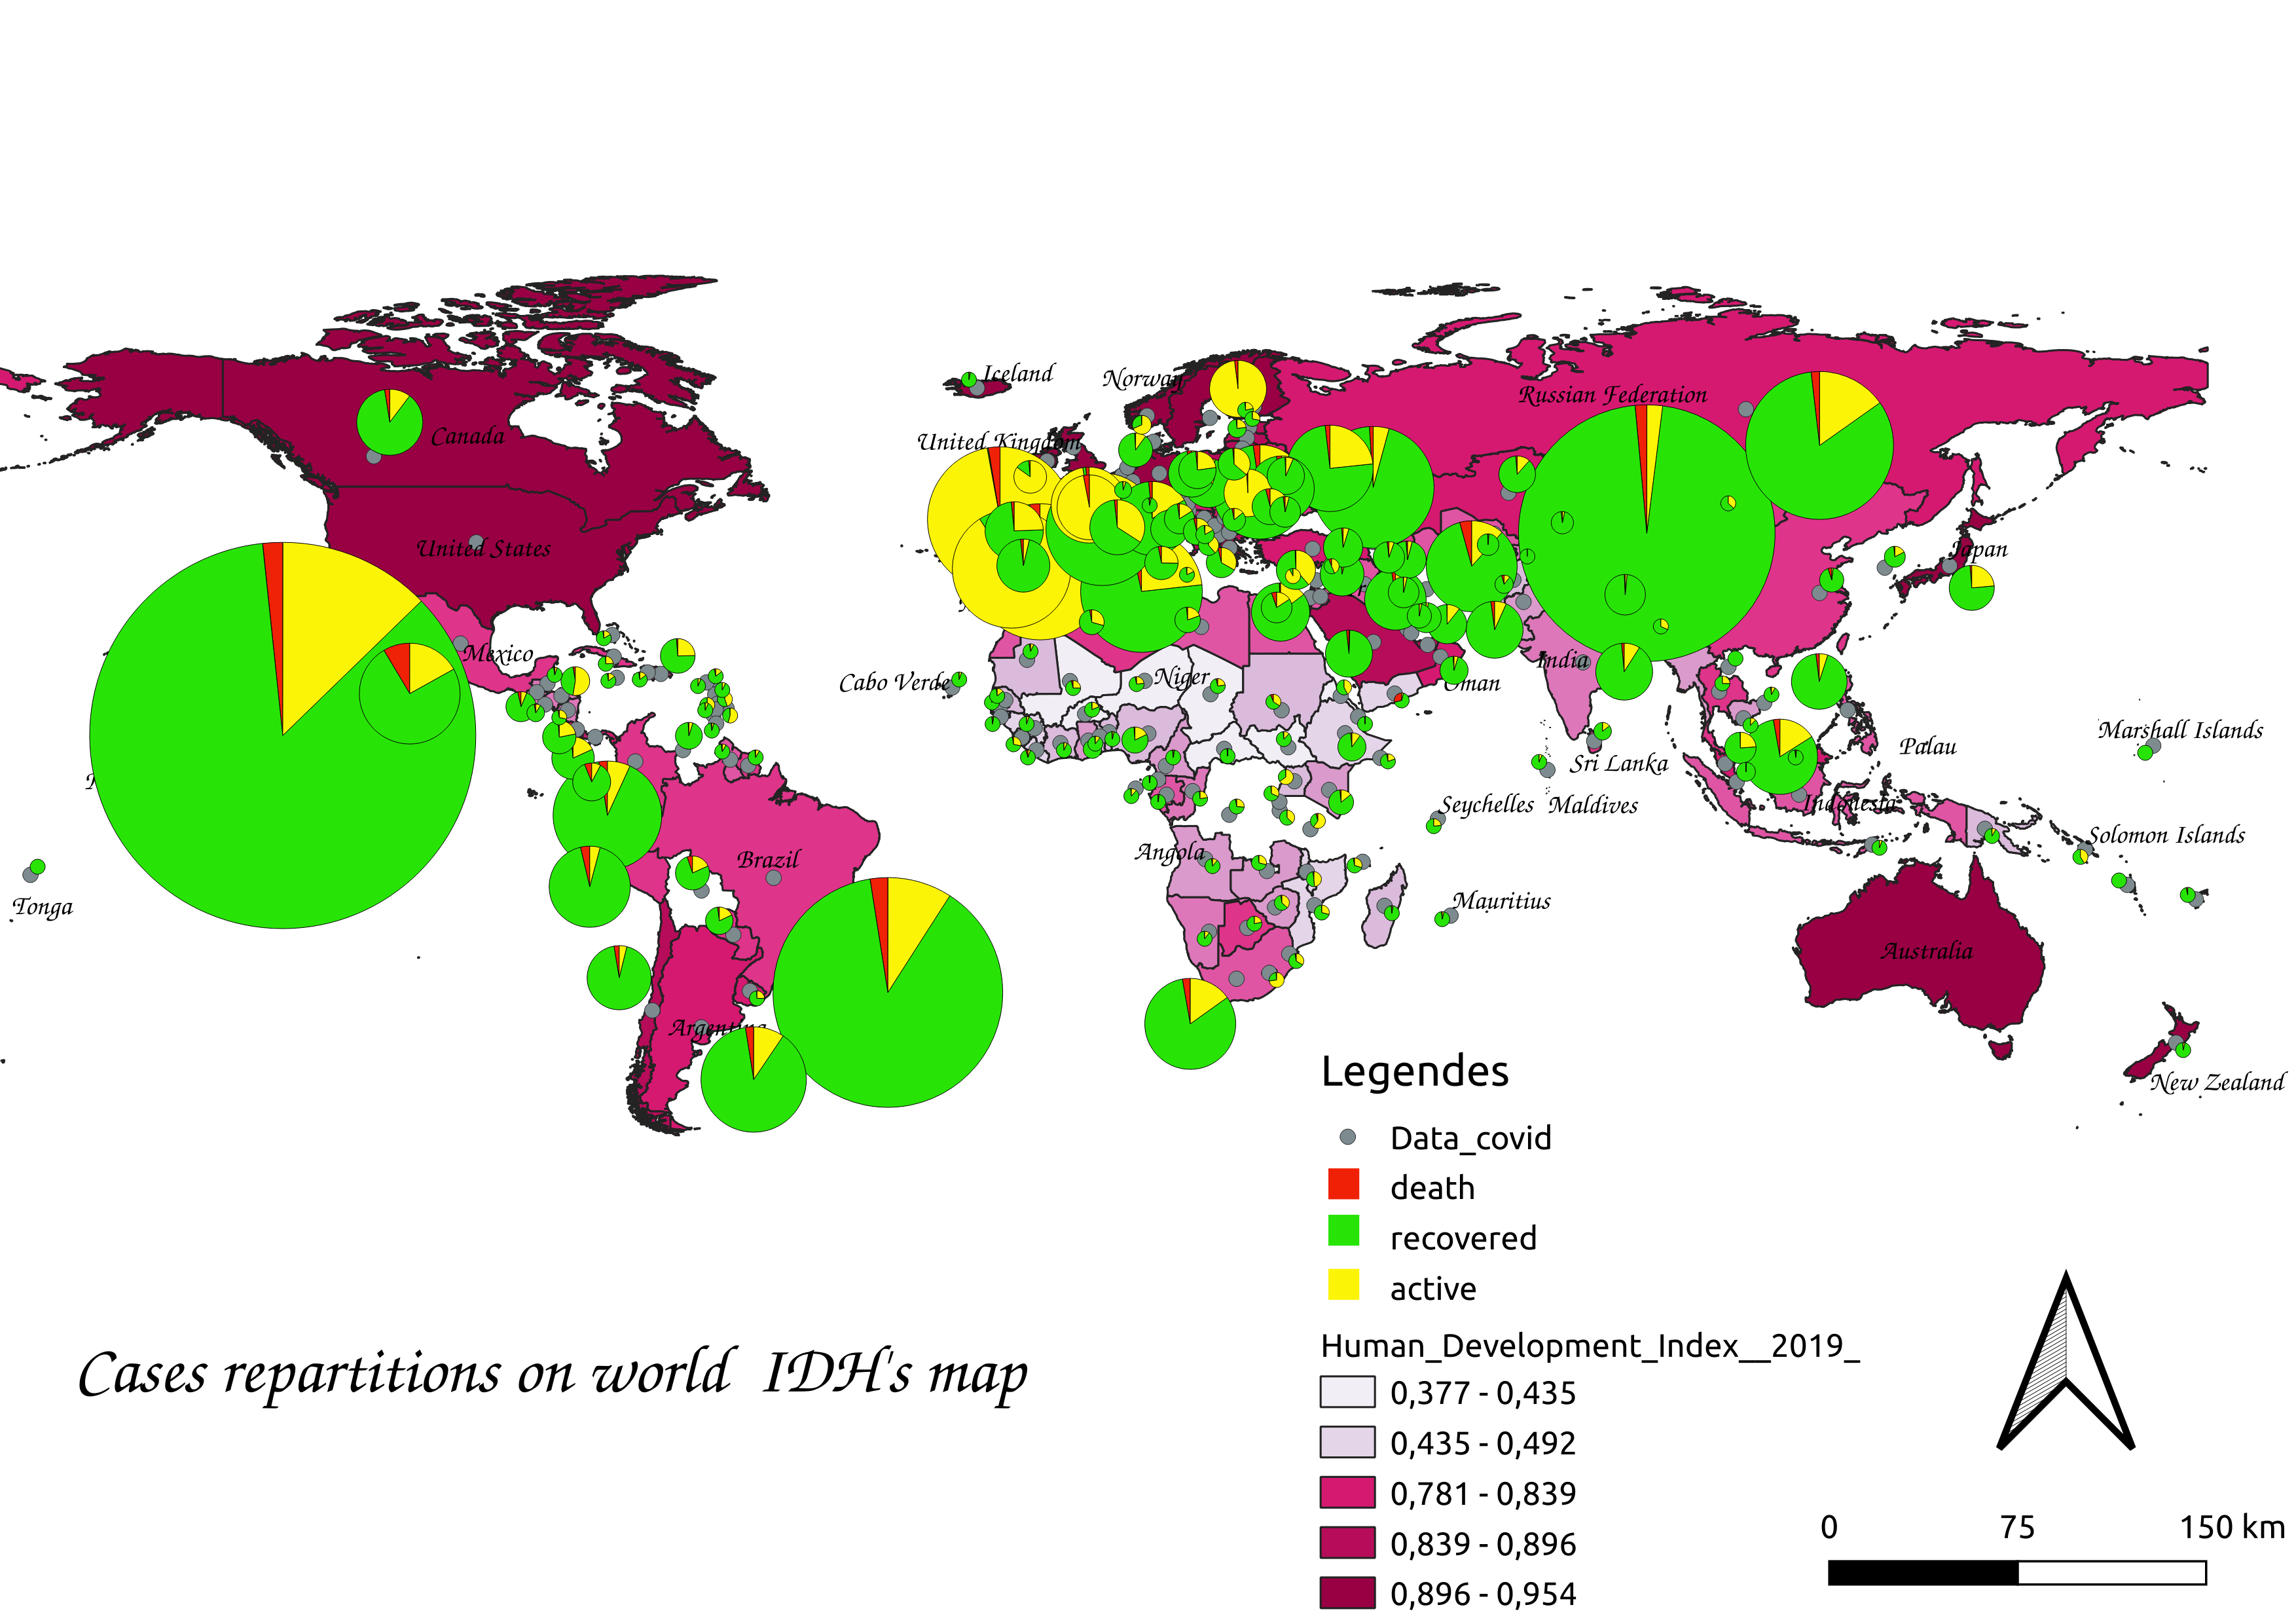 Iceland
Norway
Russian Federation
Canada
United Kingdom
United States
Japan
Mexico
India
Oman
Cabo Verde
Niger
Marshall Islands
Palau
Sri Lanka
Seychelles
Maldives
Indonesia
Solomon Islands
Angola
Brazil
Mauritius
Tonga
Australia
Argentina
New Zealand
Legendes
Data_covid
death
recovered
active
Human_Development_Index__2019_
0,377 - 0,435
0,435 - 0,492
0,781 - 0,839
0,839 - 0,896
0,896 - 0,954
Cases repartitions on world IDH's map
0 75 150 km